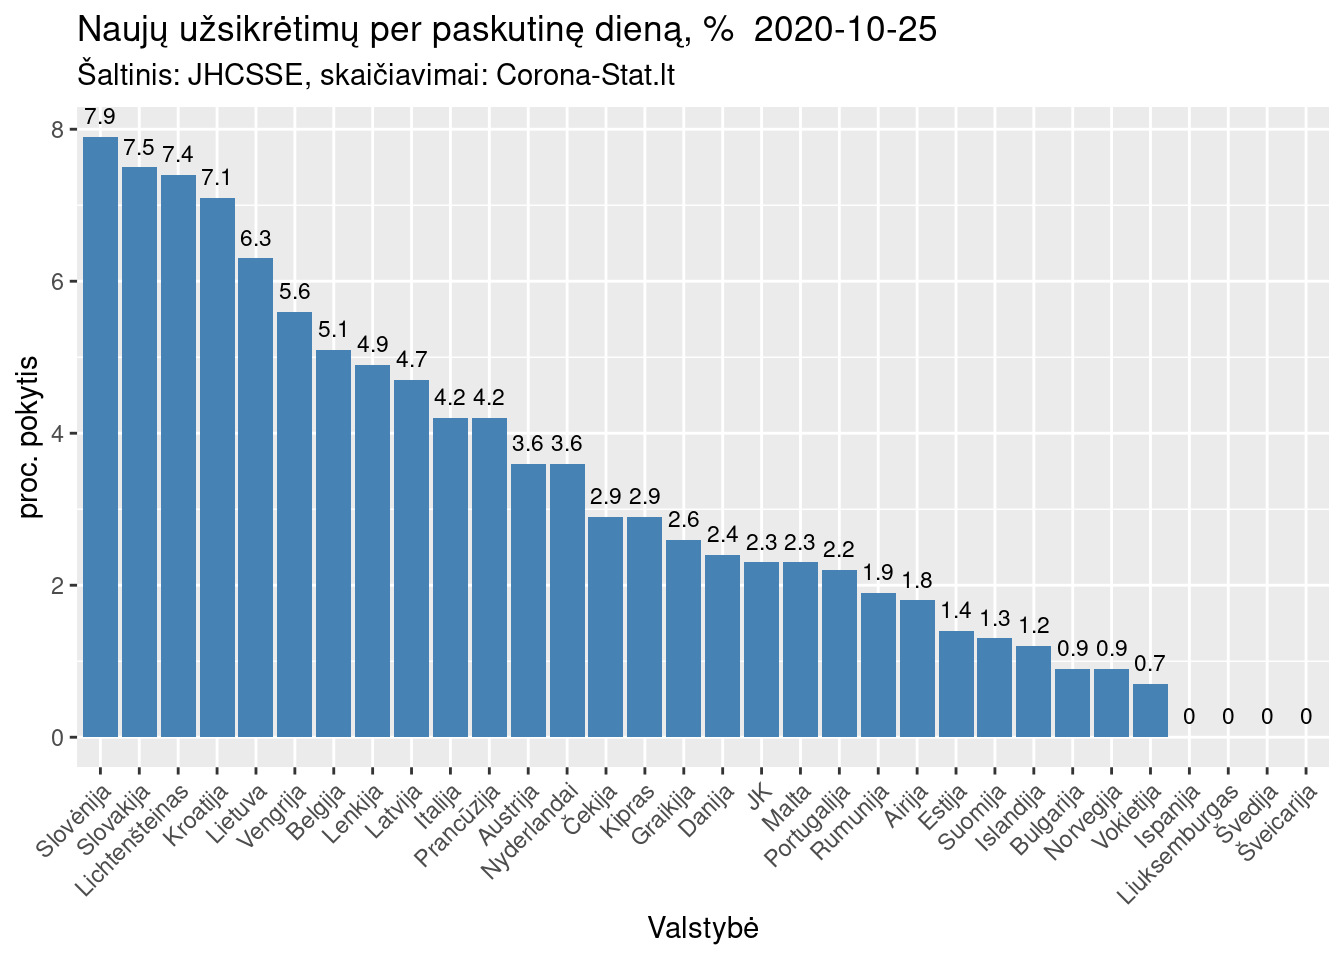 Naujų užsikrėtimų per paskutinę dieną, %  2020-10-25
Šaltinis: JHCSSE, skaičiavimai: Corona-Stat.lt
proc. pokytis
8
6
4
2
0
7.9
7.5
7.4
7.1
6.3
5.6
5.1
4.9
4.7
4.2
4.2
3.6
3.6
2.9
2.9
2.6
2.4
2.3
2.3
2.2
1.9
1.8
1.4
1.3
1.2
0.9
0.9
0.7
0
0
0
0
Slovėnija
Slovakija
Lichtenšteinas
Kroatija
Lietuva
Vengrija
Belgija
Lenkija
Latvija
Italija
Prancūzija
Austrija
Nyderlandai
Čekija
Kipras
Graikija
Danija
JK
Malta
Portugalija
Rumunija
Airija
Estija
Suomija
Islandija
Bulgarija
Norvegija
Vokietija
Ispanija
Liuksemburgas
Švedija
Šveicarija
Valstybė